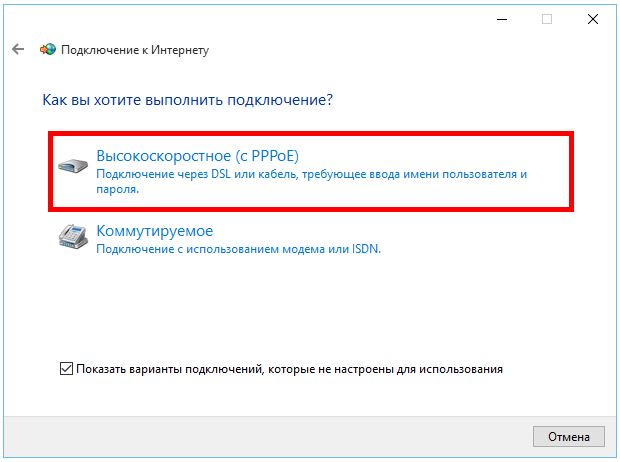 Подключение к Интернету
Как вы хотите выполнить подключение?
Высокоскоростное (с PPPoE)
Подключение через DSL или кабель, требующее ввода имени пользователя и
пароля.
Коммутируемое
Подключение с использованием модема или ISDN.
Показать варианты подключений, которые не настроены для использования
Отмена